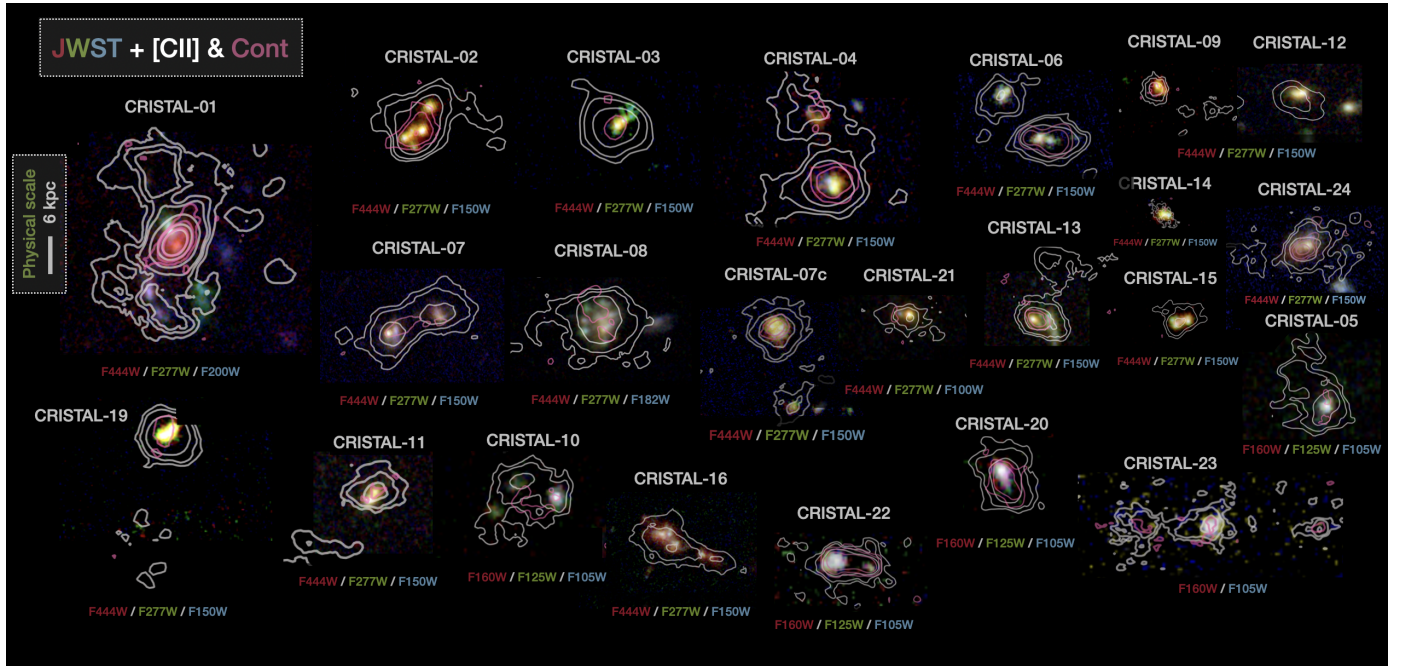 JWST + [CII] & Cont
Physical scale
6 kpc
CRISTAL-01
F444W / F277W / F200W
CRISTAL-02
F444W / F277W / F150W
CRISTAL-03
F444W / F277W / F150W
CRISTAL-04
F444W / F277W / F150W
CRISTAL-06
F444W / F277W / F150W
CRISTAL-09
CRISTAL-12
F444W / F277W / F150W
CRISTAL-14
F444W / F277W / F150W
CRISTAL-24
F444W / F277W / F150W
CRISTAL-07
F444W / F277W / F150W
CRISTAL-08
F444W / F277W / F182W
CRISTAL-07c
F444W / F277W / F150W
CRISTAL-21
F444W / F277W / F100W
CRISTAL-13
F444W / F277W / F150W
CRISTAL-15
F444W / F277W / F150W
CRISTAL-05
F160W / F125W / F105W
CRISTAL-19
F444W / F277W / F150W
CRISTAL-11
F444W / F277W / F150W
CRISTAL-10
F160W / F125W / F105W
CRISTAL-16
F444W / F277W / F150W
CRISTAL-22
F160W / F125W / F105W
CRISTAL-20
F160W / F125W / F105W
CRISTAL-23
F160W / F105W